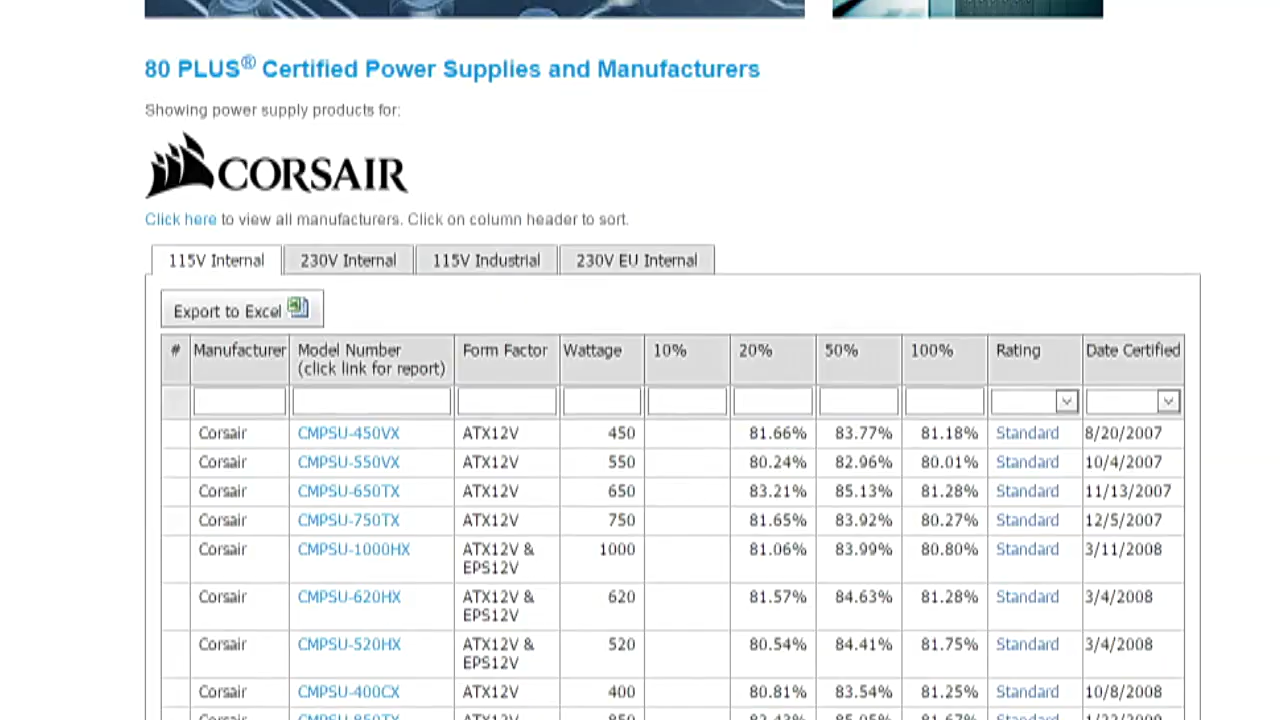 80 PLUS® Certified Power Supplies and Manufacturers
Showing power supply products for:
CORSAIR
Click here to view all manufacturers. Click on column header to sort.
115V Internal 230V Internal 115V Industrial 230V EU Internal
Export to Excel
# Manufacturer Model Number (click link for report) Form Factor Wattage 10% 20% 50% 100% Rating Date Certified
Corsair CMPSU-450VX ATX12V 450 81.66% 83.77% 81.18% Standard 8/20/2007
Corsair CMPSU-550VX ATX12V 550 80.24% 82.96% 80.01% Standard 10/4/2007
Corsair CMPSU-650TX ATX12V 650 83.21% 85.13% 81.28% Standard 11/13/2007
Corsair CMPSU-750TX ATX12V 750 81.65% 83.92% 80.27% Standard 12/5/2007
Corsair CMPSU-1000HX ATX12V & EPS12V 1000 81.06% 83.99% 80.80% Standard 3/11/2008
Corsair CMPSU-620HX ATX12V & EPS12V 620 81.57% 84.63% 81.28% Standard 3/4/2008
Corsair CMPSU-520HX ATX12V & EPS12V 520 80.54% 84.41% 81.75% Standard 3/4/2008
Corsair CMPSU-400CX ATX12V 400 80.81% 83.54% 81.25% Standard 10/8/2008